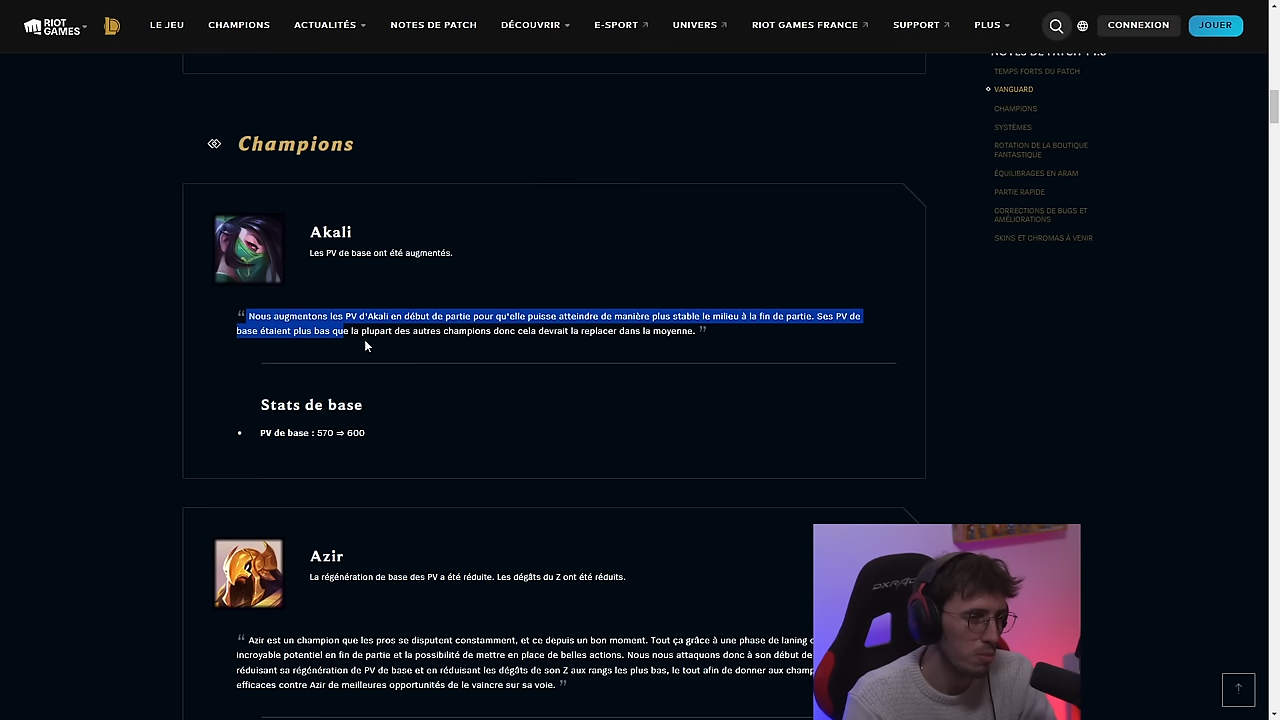 RIOT GAMES
LE JEU
CHAMPIONS
ACTUALITÉS
NOTES DE PATCH
DÉCOUVRIR
E-SPORT
UNIVERS
RIOT GAMES FRANCE
SUPPORT
PLUS
CONNEXION
JOUER
NOTES DE PATCH
TEMPS FORTS DU PATCH
VANGUARD
CHAMPIONS
SYSTÈMES
ROTATION DE LA BOUTIQUE
FANTASTIQUE
ÉQUILIBRAGES EN ARAM
PARTIE RAPIDE
CORRECTIONS DE BUGS ET
AMÉLIORATIONS
SKINS ET CHROMAS À VENIR
Champions
Akali
Les PV de base ont été augmentés.
“ Nous augmentons les PV d'Akali en début de partie pour qu'elle puisse atteindre de manière plus stable le milieu à la fin de partie. Ses PV de
base étaient plus bas que la plupart des autres champions donc cela devrait la replacer dans la moyenne. ”
Stats de base
• PV de base : 570 ⇒ 600
Azir
La régénération de base des PV a été réduite. Les dégâts du Z ont été réduits.
“ Azir est un champion que les pros se disputent constamment, et ce depuis un bon moment. Tout ça grâce à une phase de laning
incroyable potentiel en fin de partie et la possibilité de mettre en place de belles actions. Nous nous attaquons donc à son début de
réduisant sa régénération de PV de base et en réduisant les dégâts de son Z aux rangs les plus bas, le tout afin de donner aux
efficaces contre Azir de meilleures opportunités de le vaincre sur sa voie. ”
DXRACER